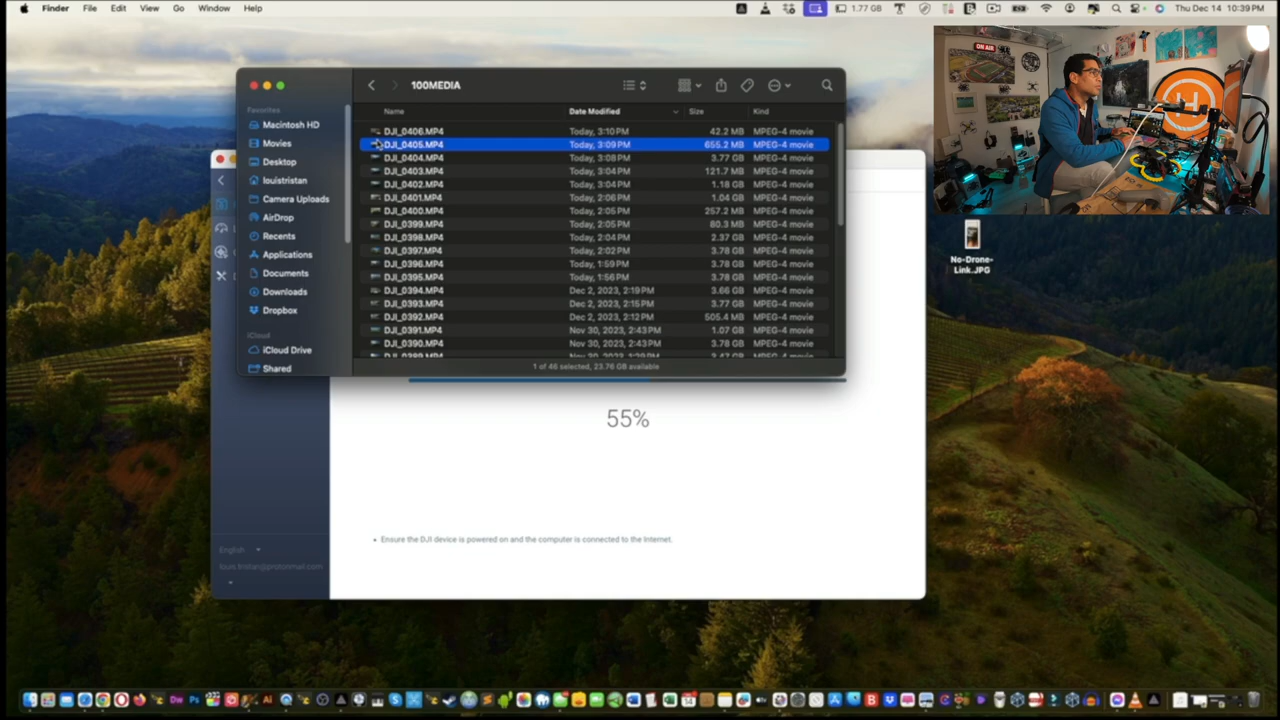 Finder File Edit View Go Window Help
1.77 GB
Thu Dec 14 10:39 PM
ON AIR
100MEDIA
Name Date Modified Size Kind
DJI_0406.MP4 Today, 3:10 PM 42.2 MB MPEG-4 movie
DJI_0405.MP4 Today, 3:09 PM 655.2 MB MPEG-4 movie
DJI_0404.MP4 Today, 3:08 PM 3.77 GB MPEG-4 movie
DJI_0403.MP4 Today, 3:04 PM 121.7 MB MPEG-4 movie
DJI_0402.MP4 Today, 3:04 PM 1.18 GB MPEG-4 movie
DJI_0401.MP4 Today, 2:06 PM 1.04 GB MPEG-4 movie
DJI_0400.MP4 Today, 2:05 PM 257.2 MB MPEG-4 movie
DJI_0399.MP4 Today, 2:05 PM 80.3 MB MPEG-4 movie
DJI_0398.MP4 Today, 2:04 PM 2.37 GB MPEG-4 movie
DJI_0397.MP4 Today, 2:02 PM 3.78 GB MPEG-4 movie
DJI_0396.MP4 Today, 1:59 PM 3.78 GB MPEG-4 movie
DJI_0395.MP4 Today, 1:56 PM 3.78 GB MPEG-4 movie
DJI_0394.MP4 Dec 2, 2023, 2:19 PM 3.66 GB MPEG-4 movie
DJI_0393.MP4 Dec 2, 2023, 2:15 PM 3.77 GB MPEG-4 movie
DJI_0392.MP4 Dec 2, 2023, 2:12 PM 505.4 MB MPEG-4 movie
DJI_0391.MP4 Nov 30, 2023, 2:43 PM 1.07 GB MPEG-4 movie
DJI_0390.MP4 Nov 30, 2023, 2:43 PM 3.78 GB MPEG-4 movie
1 of 46 selected, 23.76 GB available
Favorites
Macintosh HD
Movies
Desktop
louistristan
Camera Uploads
AirDrop
Recents
Applications
Documents
Downloads
Dropbox
iCloud
iCloud Drive
Shared
No-Drone-
Link.JPG
55%
Ensure the DJI device is powered on and the computer is connected to the Internet.
English